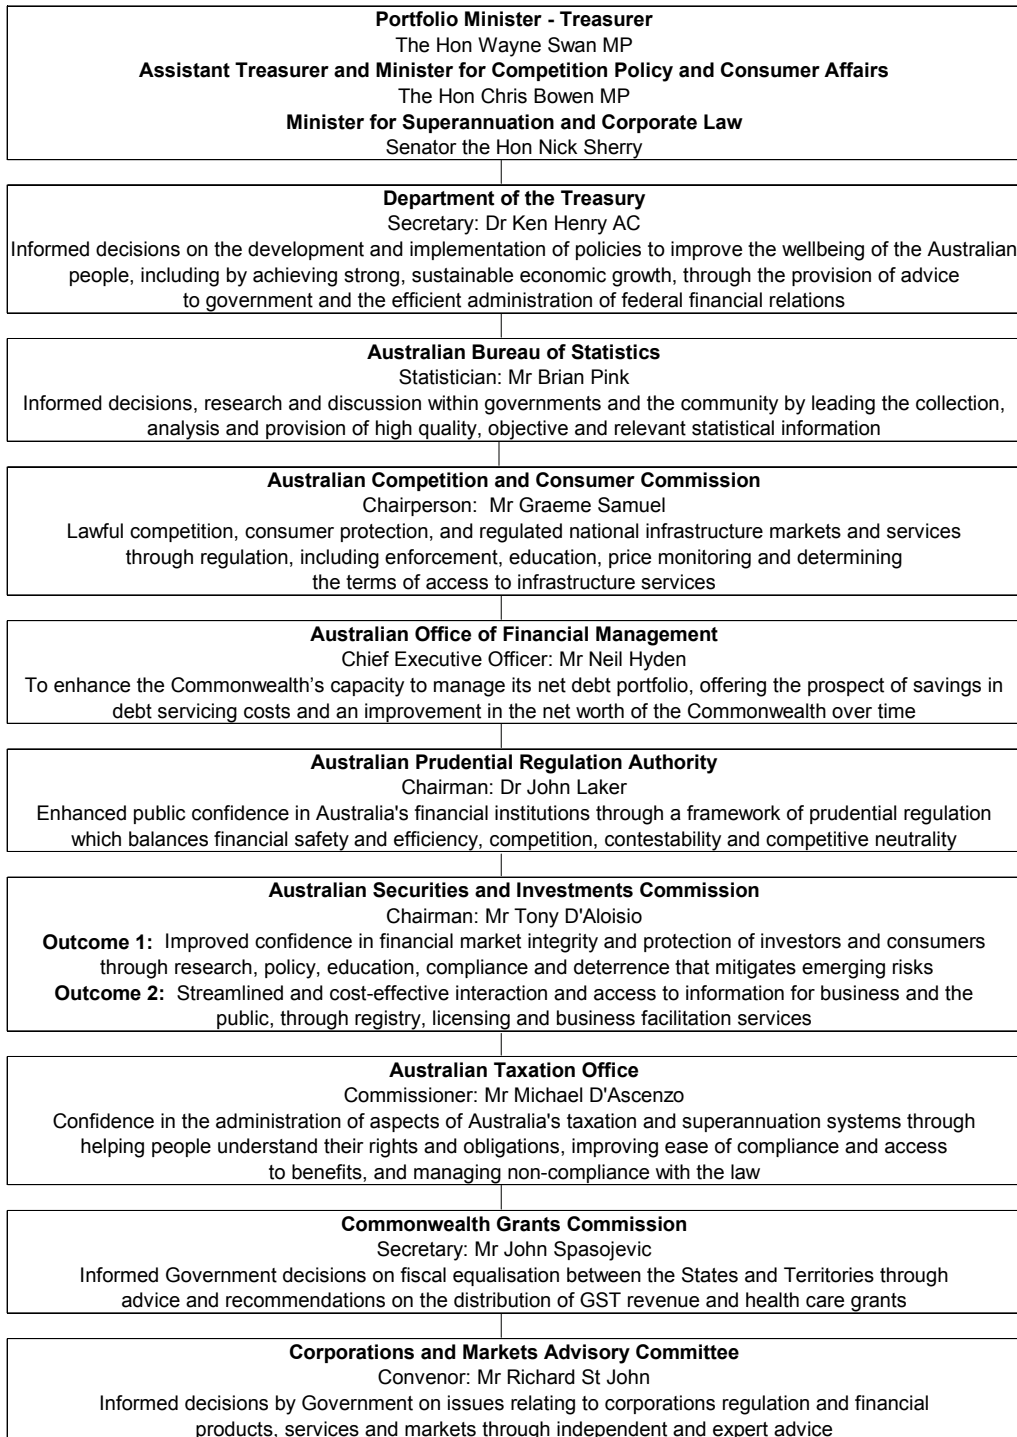 Portfolio Minister - Treasurer
The Hon Wayne Swan MP
Assistant Treasurer and Minister for Competition Policy and Consumer Affairs
The Hon Chris Bowen MP
Minister for Superannuation and Corporate Law
Senator the Hon Nick Sherry
Department of the Treasury
Secretary: Dr Ken Henry AC
Informed decisions on the development and implementation of policies to improve the wellbeing of the Australian
people, including by achieving strong, sustainable economic growth, through the provision of advice
to government and the efficient administration of federal financial relations
Australian Bureau of Statistics
Statistician: Mr Brian Pink
Informed decisions, research and discussion within governments and the community by leading the collection,
analysis and provision of high quality, objective and relevant statistical information
Australian Competition and Consumer Commission
Chairperson:  Mr Graeme Samuel
Lawful competition, consumer protection, and regulated national infrastructure markets and services
through regulation, including enforcement, education, price monitoring and determining
the terms of access to infrastructure services
Australian Office of Financial Management
Chief Executive Officer: Mr Neil Hyden
To enhance the Commonwealth’s capacity to manage its net debt portfolio, offering the prospect of savings in
debt servicing costs and an improvement in the net worth of the Commonwealth over time
Australian Prudential Regulation Authority
Chairman: Dr John Laker
Enhanced public confidence in Australia's financial institutions through a framework of prudential regulation
which balances financial safety and efficiency, competition, contestability and competitive neutrality
Australian Securities and Investments Commission
Chairman: Mr Tony D'Aloisio
Outcome 1:  Improved confidence in financial market integrity and protection of investors and consumers
through research, policy, education, compliance and deterrence that mitigates emerging risks
Outcome 2:  Streamlined and cost-effective interaction and access to information for business and the
public, through registry, licensing and business facilitation services
Australian Taxation Office
Commissioner: Mr Michael D'Ascenzo
Confidence in the administration of aspects of Australia's taxation and superannuation systems through
helping people understand their rights and obligations, improving ease of compliance and access
to benefits, and managing non-compliance with the law
Commonwealth Grants Commission
Secretary: Mr John Spasojevic
Informed Government decisions on fiscal equalisation between the States and Territories through
advice and recommendations on the distribution of GST revenue and health care grants
Corporations and Markets Advisory Committee
Convenor: Mr Richard St John
Informed decisions by Government on issues relating to corporations regulation and financial
products, services and markets through independent and expert advice